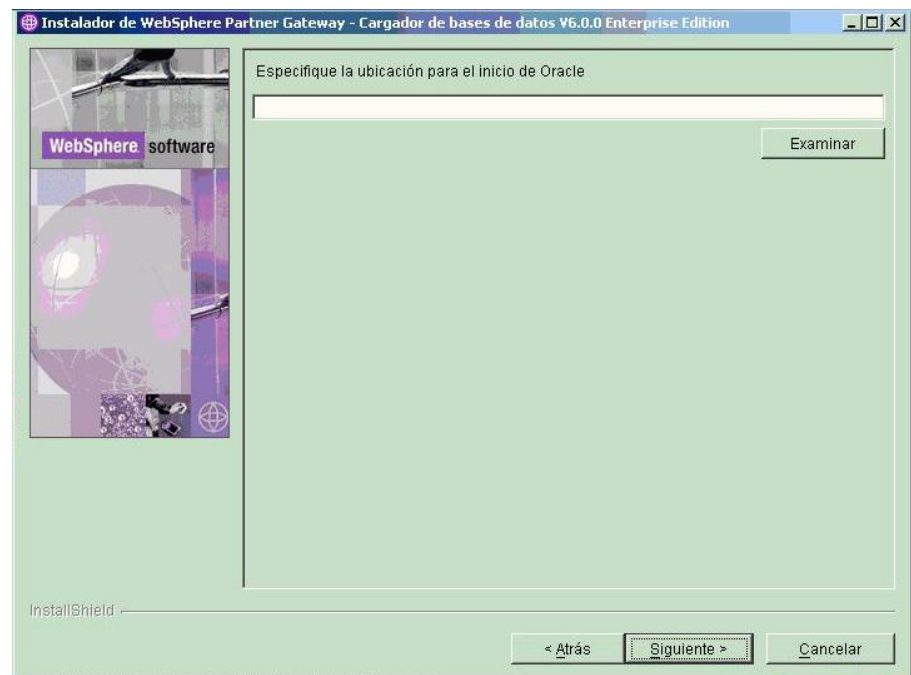 Instalador de WebSphere Partner Gateway - Cargador de bases de datos V6.0.0 Enterprise Edition
Especifique la ubicación para el inicio de Oracle
Examinar
WebSphere software
InstallShield
< Atrás
Siguiente >
Cancelar